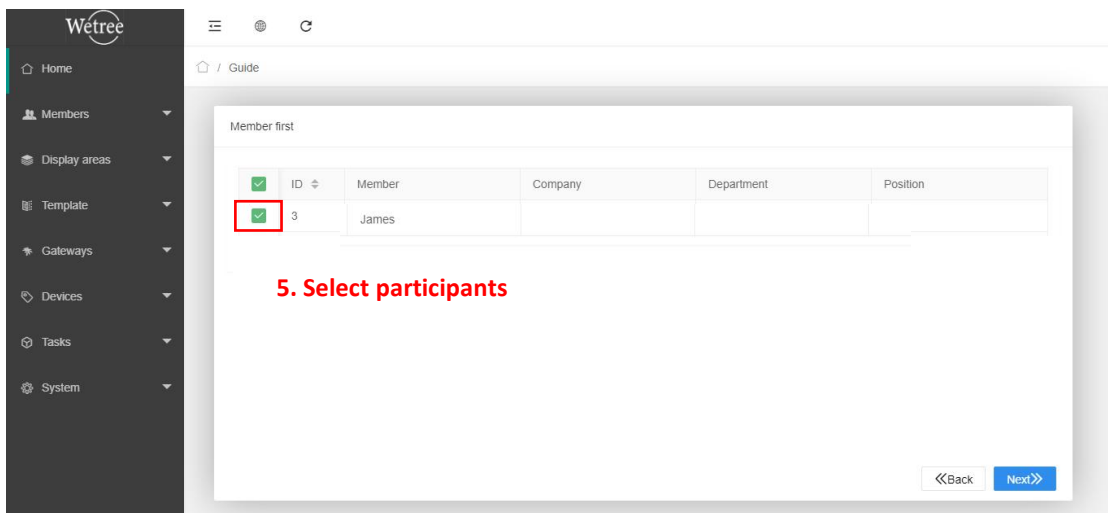 Wetree
Home
Members
Display areas
Template
Gateways
Devices
Tasks
System
/ Guide
Member first
ID Member Company Department Position
3 James
5. Select participants
Back Next